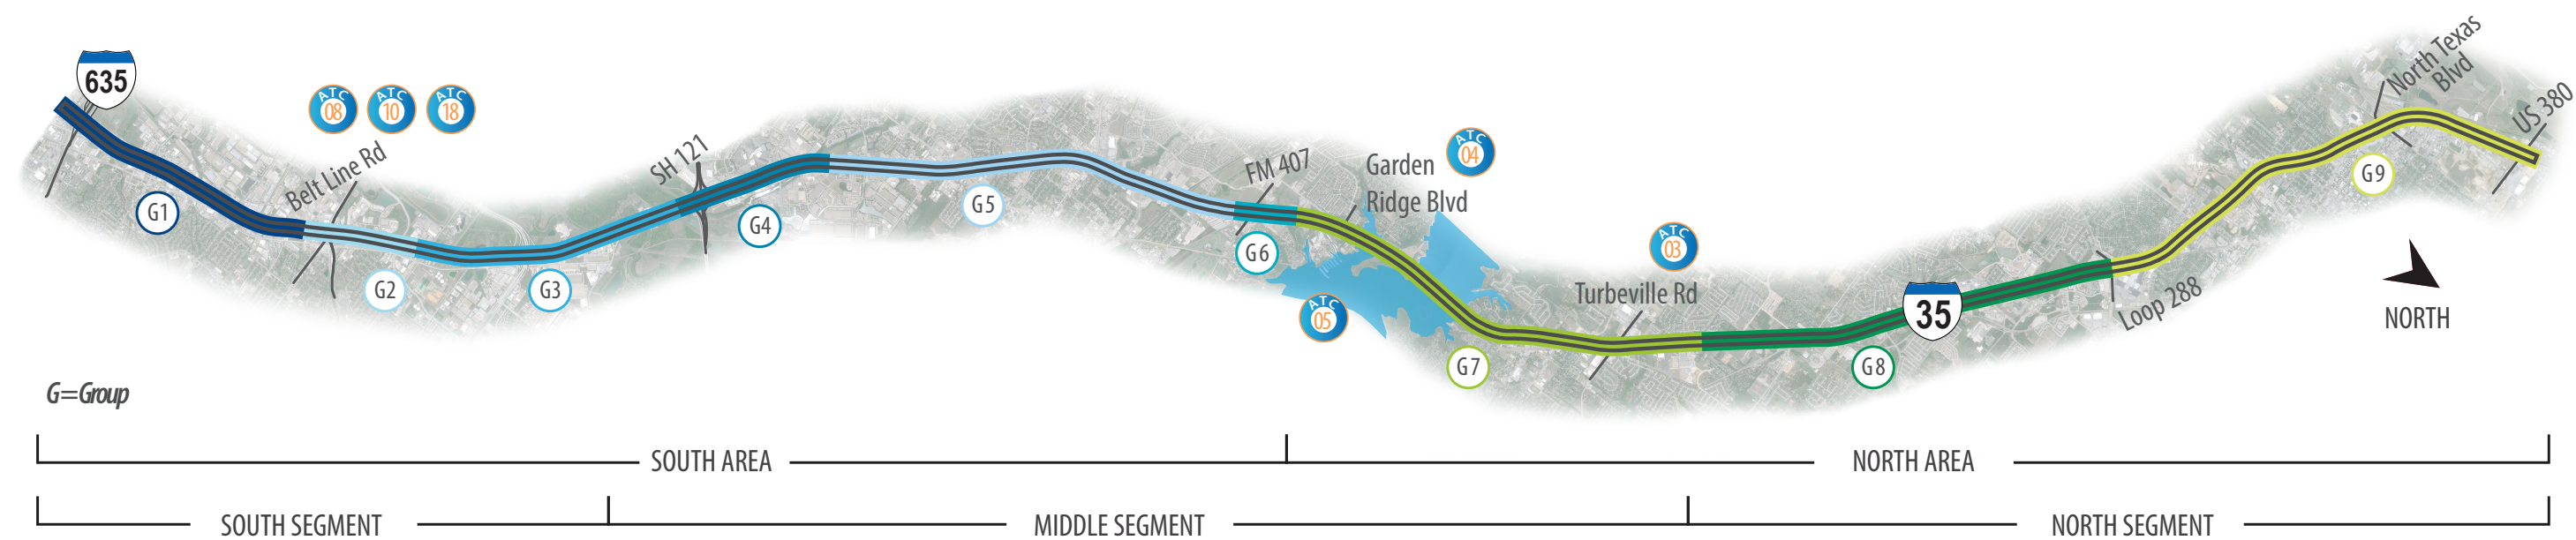 635
ATC 08
ATC 10
ATC 18
Belt Line Rd
SH 121
FM 407
Garden
Ridge Blvd
ATC 04
ATC 03
ATC 05
Turbeville Rd
35
Loop 288
North Texas
Blvd
US 380
NORTH
G1
G2
G3
G4
G5
G6
G7
G8
G9
G=Group
SOUTH AREA
NORTH AREA
SOUTH SEGMENT
MIDDLE SEGMENT
NORTH SEGMENT